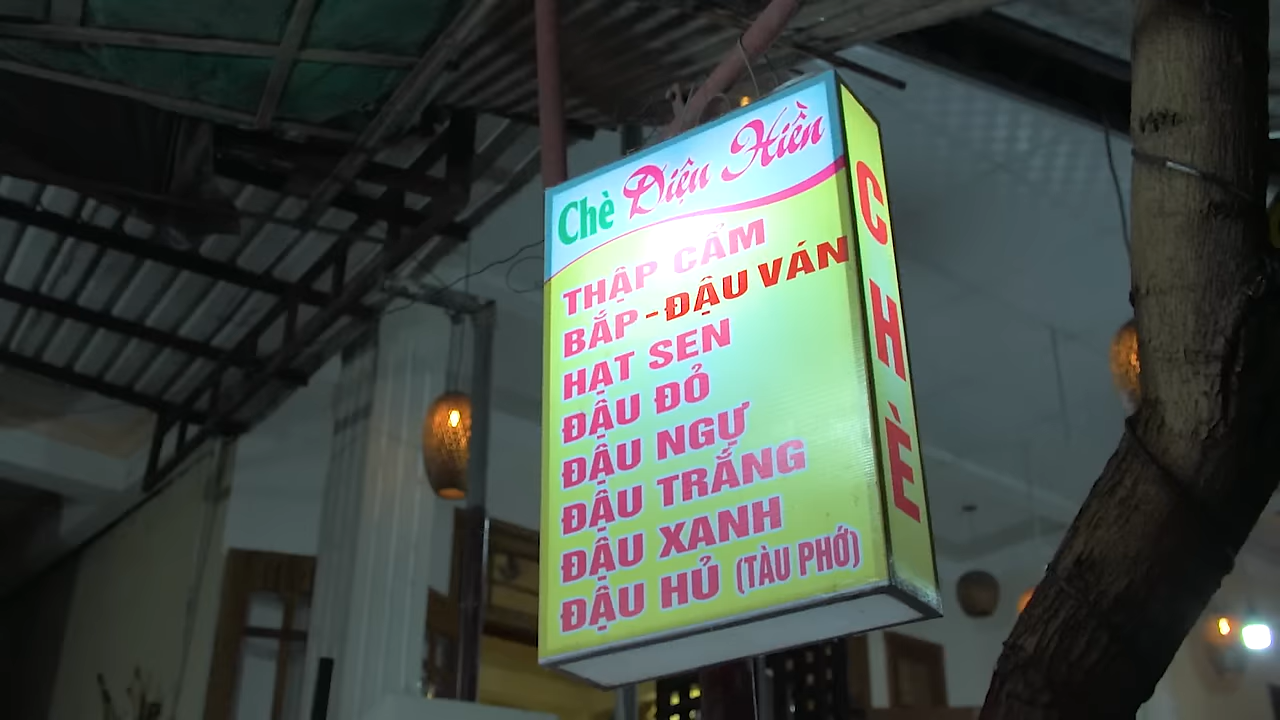 Chè Diệu Hiền
THẬP CẨM
BẮP - ĐẬU VÁN
HẠT SEN
ĐẬU ĐỎ
ĐẬU NGỰ
ĐẬU TRẮNG
ĐẬU XANH
ĐẬU HỦ (TÀU PHỚ)
CHÈ